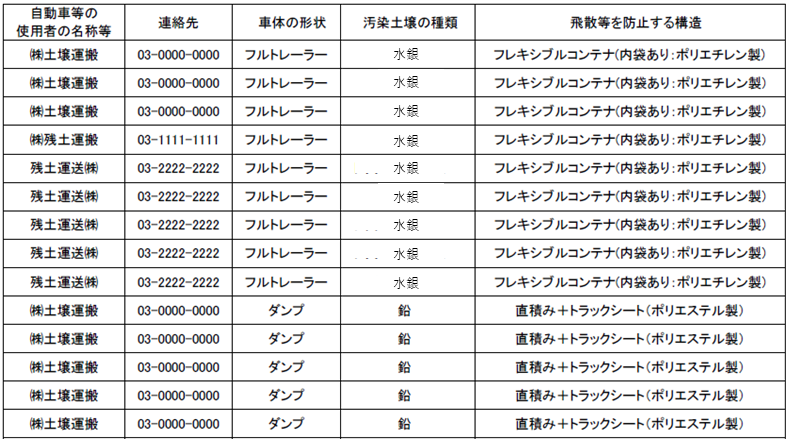 自動車等の
使用者の名称等 連絡先 車体の形状 汚染土壌の種類 飛散等を防止する構造
㈱土壌運搬 03-0000-0000 フルトレーラー 水銀 フレキシブルコンテナ(内袋あり:ポリエチレン製)
㈱土壌運搬 03-0000-0000 フルトレーラー 水銀 フレキシブルコンテナ(内袋あり:ポリエチレン製)
㈱土壌運搬 03-0000-0000 フルトレーラー 水銀 フレキシブルコンテナ(内袋あり:ポリエチレン製)
㈱残土運搬 03-1111-1111 フルトレーラー 水銀 フレキシブルコンテナ(内袋あり:ポリエチレン製)
残土運送㈱ 03-2222-2222 フルトレーラー 水銀 フレキシブルコンテナ(内袋あり:ポリエチレン製)
残土運送㈱ 03-2222-2222 フルトレーラー 水銀 フレキシブルコンテナ(内袋あり:ポリエチレン製)
残土運送㈱ 03-2222-2222 フルトレーラー 水銀 フレキシブルコンテナ(内袋あり:ポリエチレン製)
残土運送㈱ 03-2222-2222 フルトレーラー 水銀 フレキシブルコンテナ(内袋あり:ポリエチレン製)
残土運送㈱ 03-2222-2222 フルトレーラー 水銀 フレキシブルコンテナ(内袋あり:ポリエチレン製)
㈱土壌運搬 03-0000-0000 ダンプ 鉛 直積み+トラックシート(ポリエステル製)
㈱土壌運搬 03-0000-0000 ダンプ 鉛 直積み+トラックシート(ポリエステル製)
㈱土壌運搬 03-0000-0000 ダンプ 鉛 直積み+トラックシート(ポリエステル製)
㈱土壌運搬 03-0000-0000 ダンプ 鉛 直積み+トラックシート(ポリエステル製)
㈱土壌運搬 03-0000-0000 ダンプ 鉛 直積み+トラックシート(ポリエステル製)